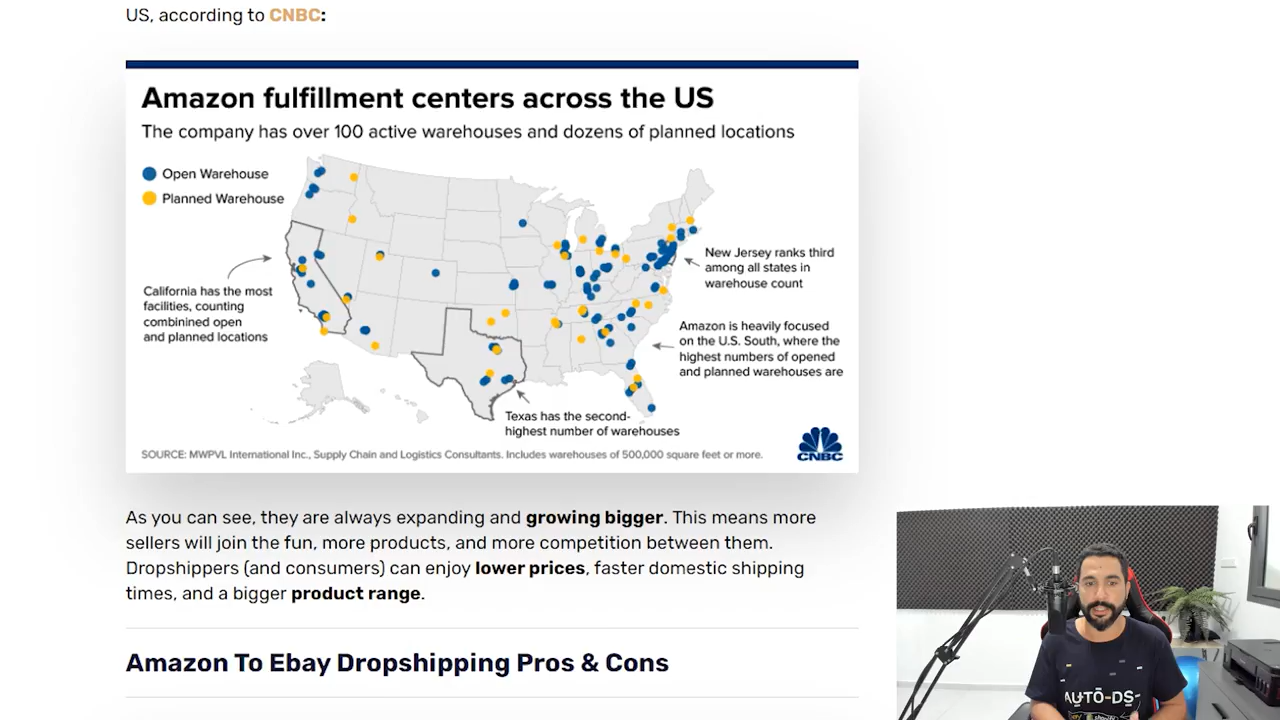 US, according to CNBC:
Amazon fulfillment centers across the US
The company has over 100 active warehouses and dozens of planned locations
Open Warehouse
Planned Warehouse
New Jersey ranks third
among all states in
warehouse count
California has the most
facilities, counting
combinined open
and planned locations
Amazon is heavily focused
on the U.S. South, where the
highest numbers of opened
and planned warehouses are
Texas has the second-
highest number of warehouses
CNBC
SOURCE: MWPVL International Inc., Supply Chain and Logistics Consultants. Includes warehouses of 500,000 square feet or more.
As you can see, they are always expanding and growing bigger. This means more
sellers will join the fun, more products, and more competition between them.
Dropshippers (and consumers) can enjoy lower prices, faster domestic shipping
times, and a bigger product range.
Amazon To Ebay Dropshipping Pros & Cons
AUTO-DS-